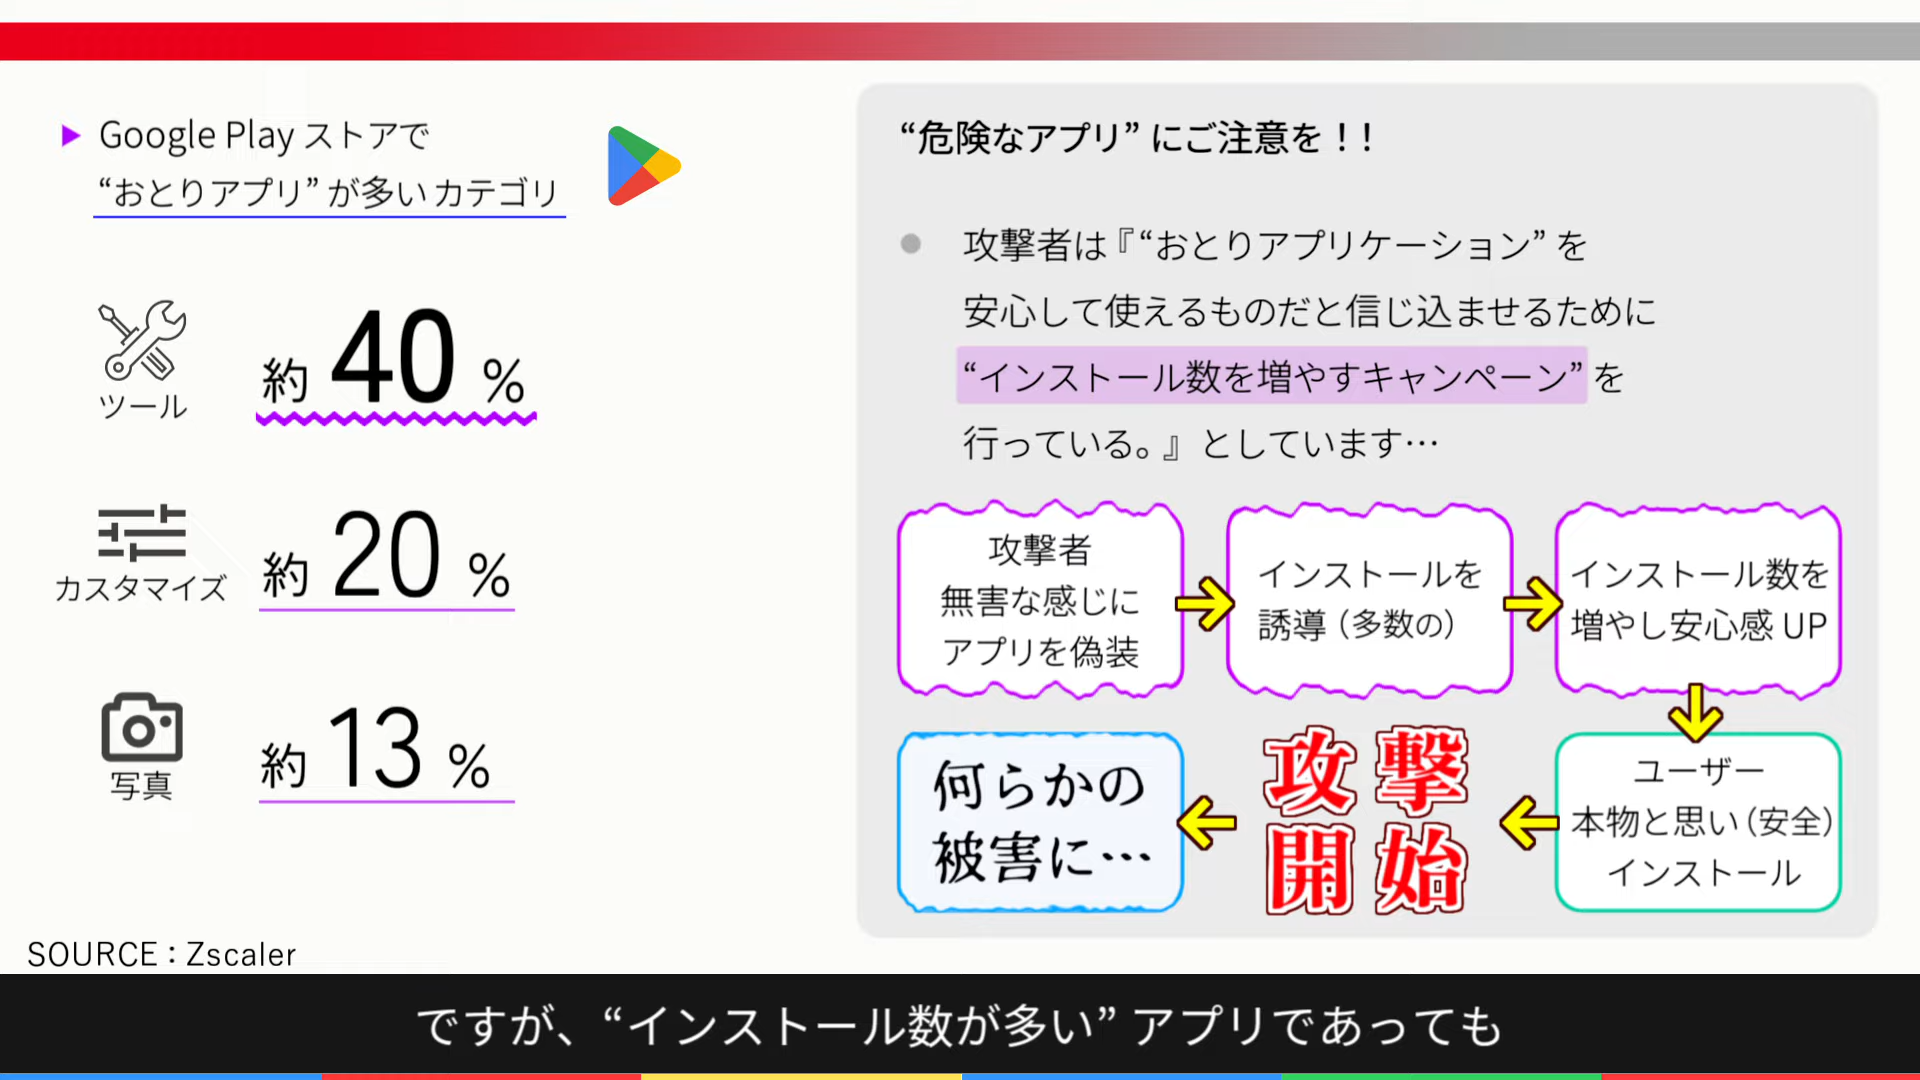 Google Play ストアで
“おとりアプリ” が多いカテゴリ
ツール
約 40 %
カスタマイズ
約 20 %
写真
約 13 %
SOURCE：Zscaler
“危険なアプリ” にご注意を！！
攻撃者は『“おとりアプリケーション” を
安心して使えるものだと信じ込ませるために
“インストール数を増やすキャンペーン” を
行っている。』としています…
攻撃者
無害な感じに
アプリを偽装
インストールを
誘導（多数の）
インストール数を
増やし安心感 UP
ユーザー
本物と思い（安全）
インストール
攻撃
開始
何らかの
被害に…
ですが、“インストール数が多い” アプリであっても